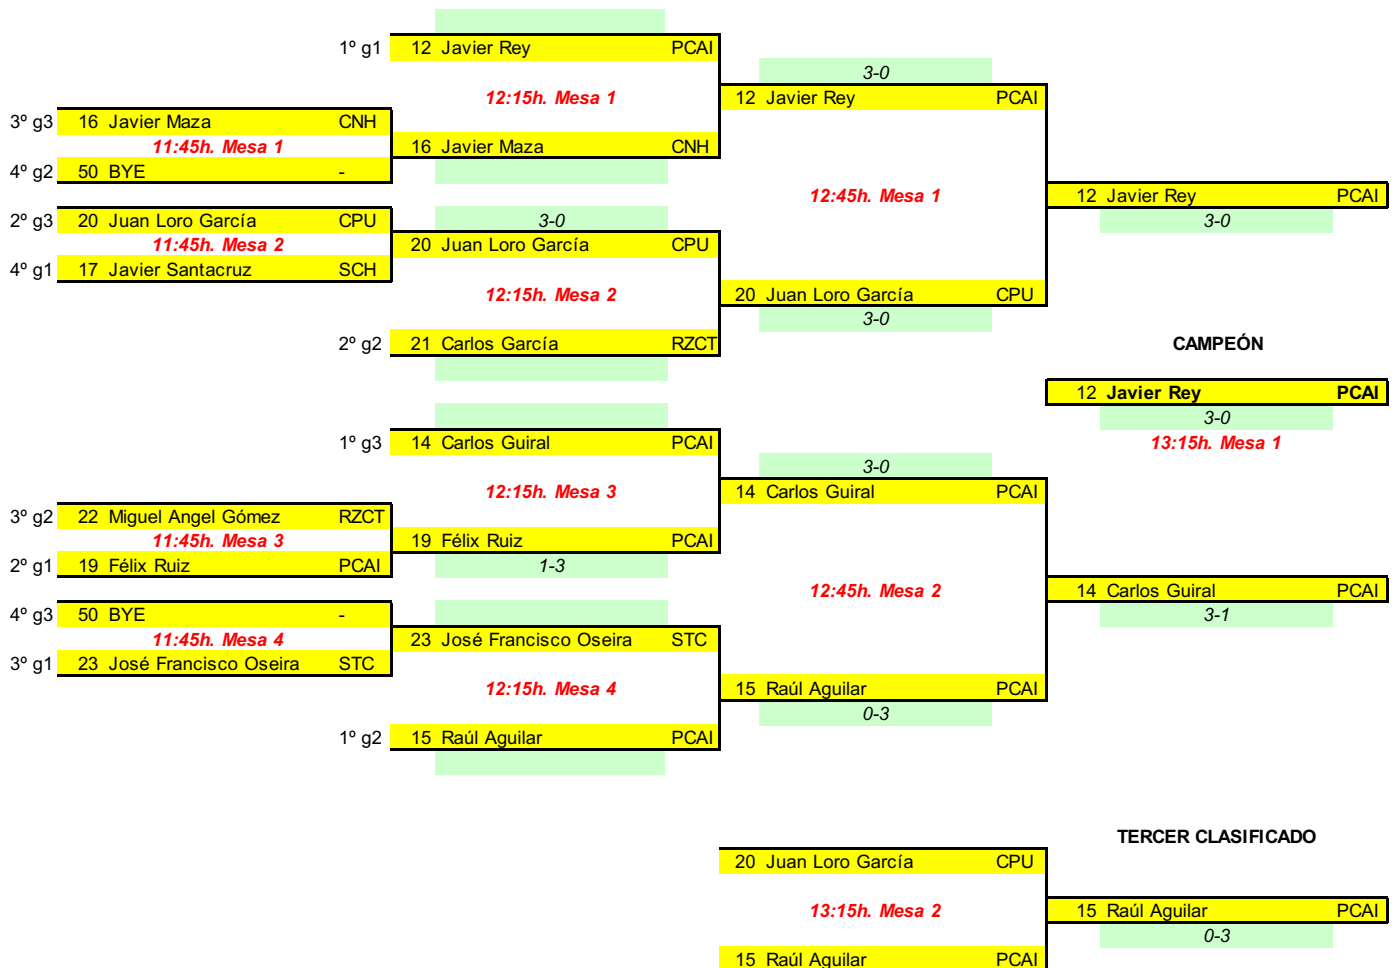 1º g1 12 Javier Rey PCAI
3-0
12:15h. Mesa 1
12 Javier Rey PCAI
3º g3 16 Javier Maza CNH
11:45h. Mesa 1
16 Javier Maza CNH
4º g2 50 BYE -
12:45h. Mesa 1
12 Javier Rey PCAI
3-0
2º g3 20 Juan Loro García CPU
3-0
11:45h. Mesa 2
20 Juan Loro García CPU
4º g1 17 Javier Santacruz SCH
12:15h. Mesa 2
20 Juan Loro García CPU
3-0
2º g2 21 Carlos García RZCT
CAMPEÓN
12 Javier Rey PCAI
3-0
13:15h. Mesa 1
1º g3 14 Carlos Guiral PCAI
3-0
12:15h. Mesa 3
14 Carlos Guiral PCAI
3º g2 22 Miguel Angel Gómez RZCT
11:45h. Mesa 3
19 Félix Ruiz PCAI
2º g1 19 Félix Ruiz PCAI
1-3
12:45h. Mesa 2
14 Carlos Guiral PCAI
3-1
4º g3 50 BYE -
11:45h. Mesa 4
23 José Francisco Oseira STC
3º g1 23 José Francisco Oseira STC
12:15h. Mesa 4
15 Raúl Aguilar PCAI
0-3
1º g2 15 Raúl Aguilar PCAI
TERCER CLASIFICADO
20 Juan Loro García CPU
13:15h. Mesa 2
15 Raúl Aguilar PCAI
0-3
15 Raúl Aguilar PCAI